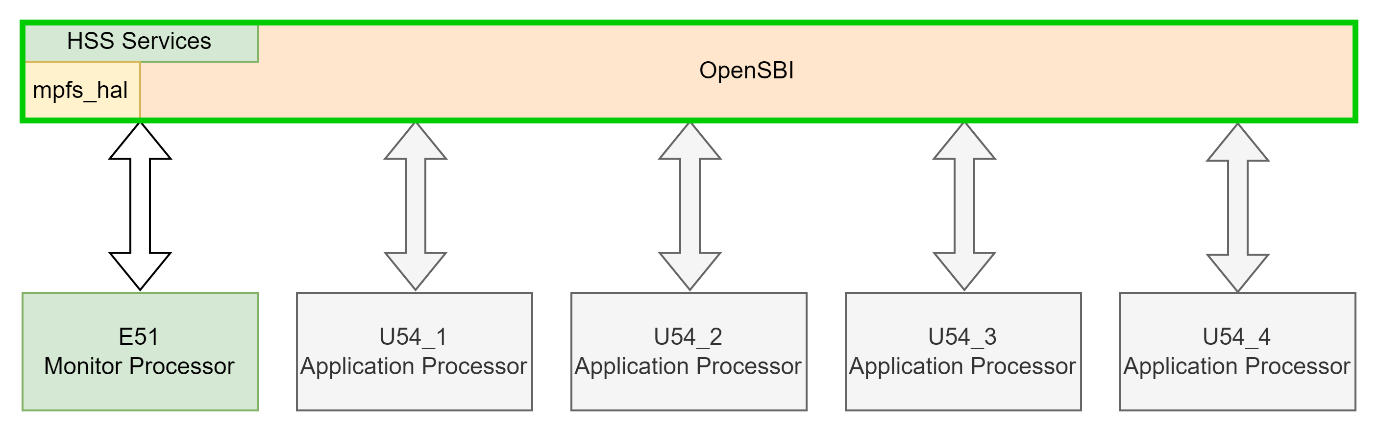 HSS Services
OpenSBI
mpfs_hal
E51
Monitor Processor
U54_1
Application Processor
U54_2
Application Processor
U54_3
Application Processor
U54_4
Application Processor